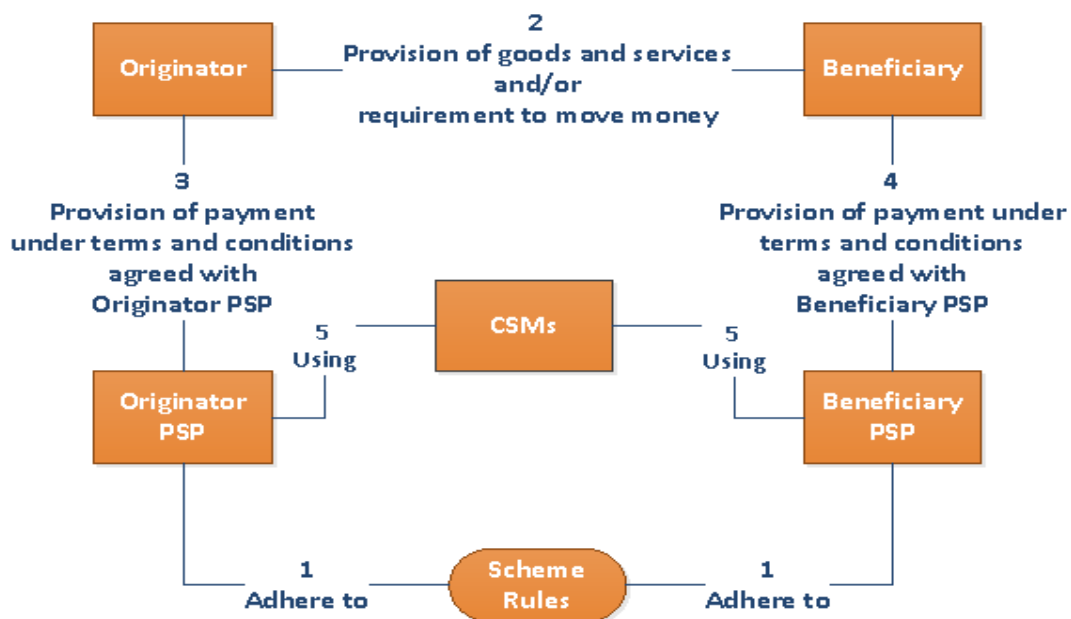 2
Originator
Provision of goods and services
and/or
requirement to move money
Beneficiary
3
Provision of payment
under terms and conditions
agreed with
Originator PSP
4
Provision of payment under
terms and conditions
agreed with
Beneficiary PSP
CSMs
5
Using
5
Using
Originator
PSP
Beneficiary
PSP
1
Adhere to
Scheme
Rules
1
Adhere to